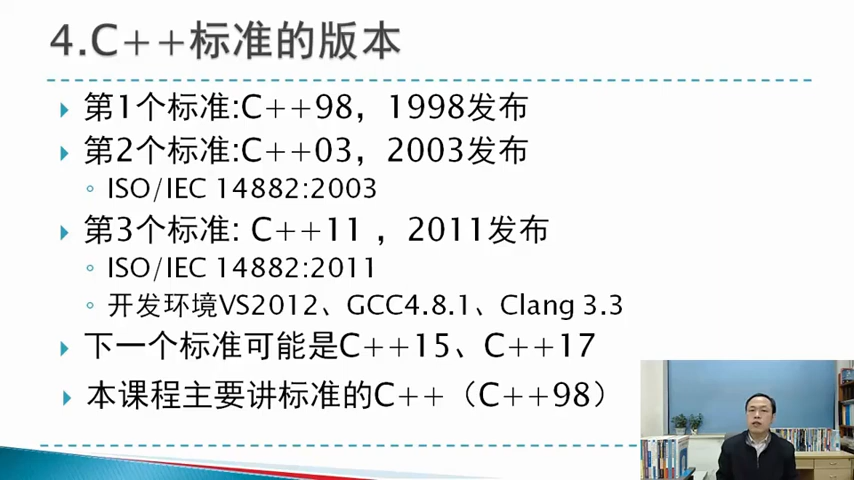 4.C++标准的版本
第1个标准:C++98，1998发布
第2个标准:C++03，2003发布
ISO/IEC 14882:2003
第3个标准: C++11 ，2011发布
ISO/IEC 14882:2011
开发环境VS2012、GCC4.8.1、Clang 3.3
下一个标准可能是C++15、C++17
本课程主要讲标准的C++（C++98）